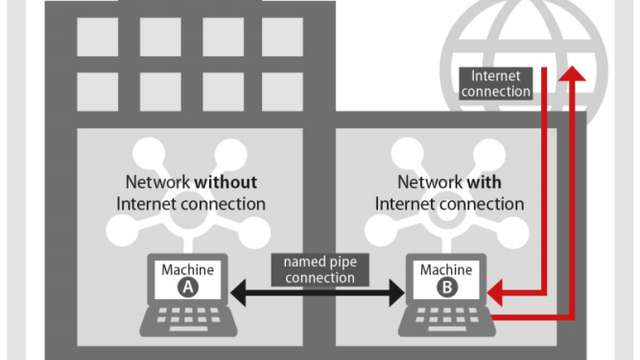 Internet
connection
Network without
Internet connection
Network with
Internet connection
named pipe
connection
Machine
A
Machine
B